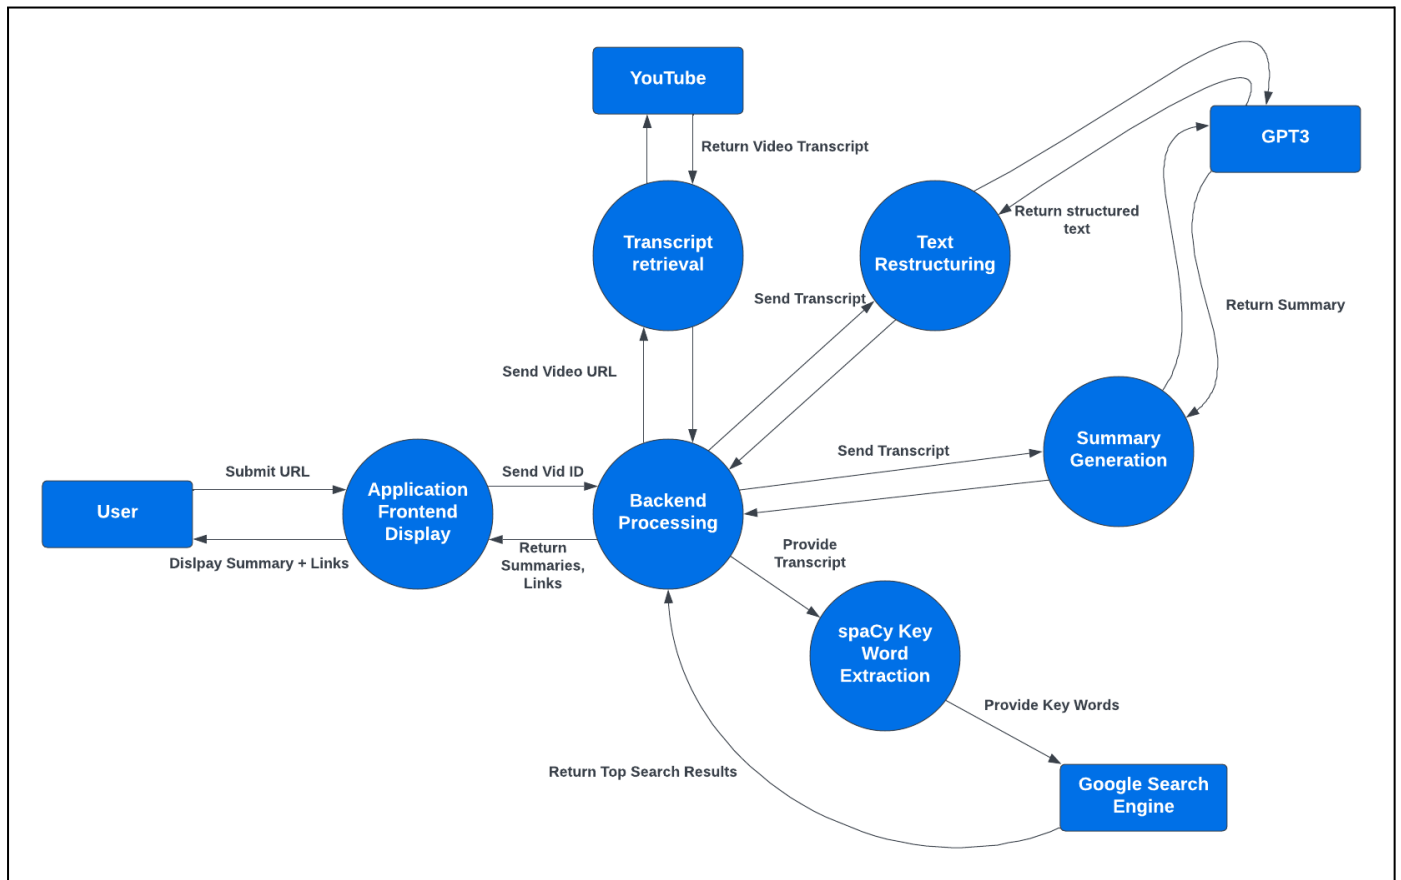 YouTube
GPT3
Return Video Transcript
Transcript
retrieval
Text
Restructuring
Return structured
text
Send Transcript
Return Summary
Send Video URL
Summary
Generation
Send Transcript
Submit URL
Send Vid ID
User
Application
Frontend
Display
Backend
Processing
Dislpay Summary + Links
Return
Summaries,
Links
Provide
Transcript
spaCy Key
Word
Extraction
Provide Key Words
Return Top Search Results
Google Search
Engine